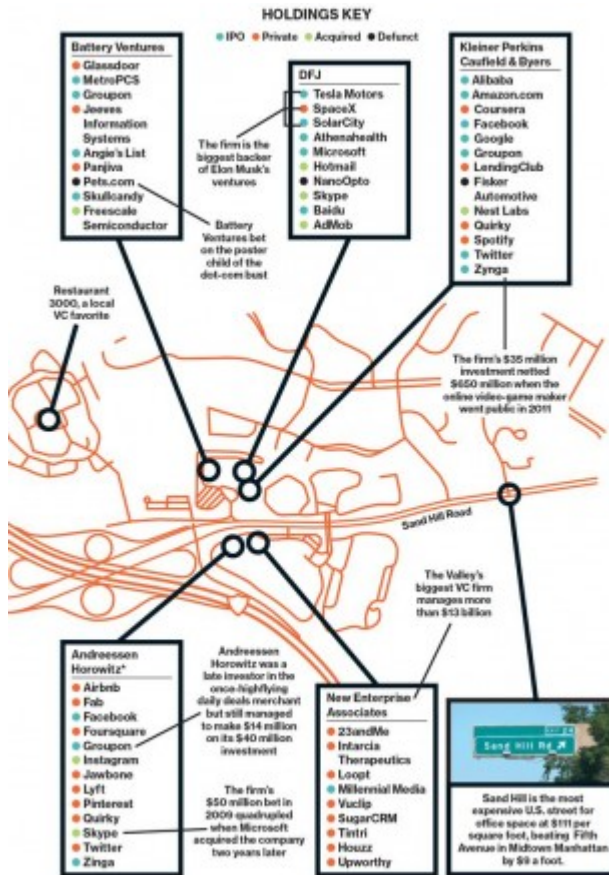 HOLDINGS KEY
IPO Private Acquired Defunct
Battery Ventures
Glassdoor
MetroPCS
Groupon
Jeeves
Information
Systems
Angie's List
Panjiva
Pets.com
Skullcandy
Freescale
Semiconductor
DFJ
Tesla Motors
SpaceX
SolarCity
Athenahealth
Microsoft
Hotmail
NanoOpto
Skype
Baidu
AdMob
Kleiner Perkins
Caufield & Byers
Alibaba
Amazon.com
Coursera
Facebook
Google
Groupon
LendingClub
Fisker
Automotive
Nest Labs
Quirky
Spotify
Twitter
Zynga
The firm is the
biggest backer
of Elon Musk's
ventures
Battery
Ventures bet
on the poster
child of the
dot-com bust
Restaurant
3000, a local
VC favorite
The firm's $35 million
investment netted
$650 million when the
online video-game maker
went public in 2011
Sand Hill Road
The Valley's
biggest VC firm
manages more
than $13 billion
Andreessen
Horowitz*
Airbnb
Fab
Facebook
Foursquare
Groupon
Instagram
Jawbone
Lyft
Pinterest
Quirky
Skype
Twitter
Zinga
Andreessen
Horowitz was a
late investor in the
once-highflying
daily deals merchant
but still managed
to make $14 million
on its $40 million
investment
The firm's
$50 million bet in
2009 quadrupled
when Microsoft
acquired the company
two years later
New Enterprise
Associates
23andMe
Intarcia
Therapeutics
Loopt
Millennial Media
Vuclip
SugarCRM
Tintri
Houzz
Upworthy
Sand Hill Rd
Sand Hill is the most
expensive U.S. street for
office space at $111 per
square foot, beating Fifth
Avenue in Midtown Manhattan
by $9 a foot.